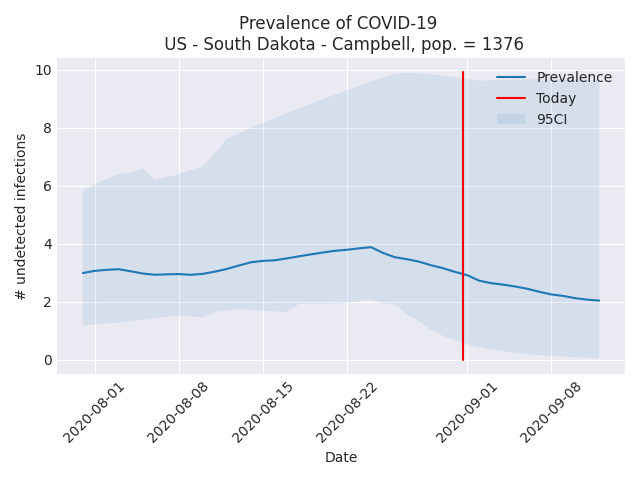 Prevalence of COVID-19
US - South Dakota - Campbell, pop. = 1376
10
8
6
4
2
0
# undetected infections
Prevalence
Today
95CI
2020-08-01
2020-08-08
2020-08-15
2020-08-22
2020-09-01
2020-09-08
Date